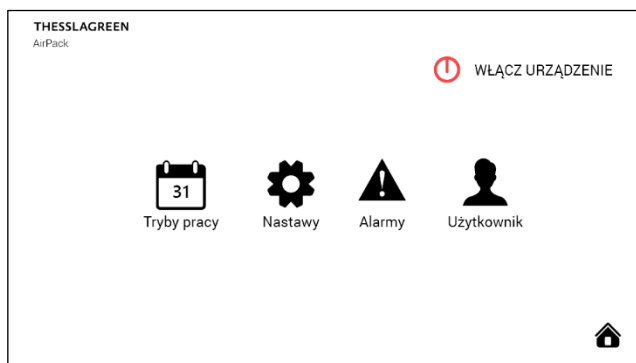 THESSLAGREEN
AirPack
WŁĄCZ URZĄDZENIE
31
Tryby pracy
Nastawy
Alarmy
Użytkownik